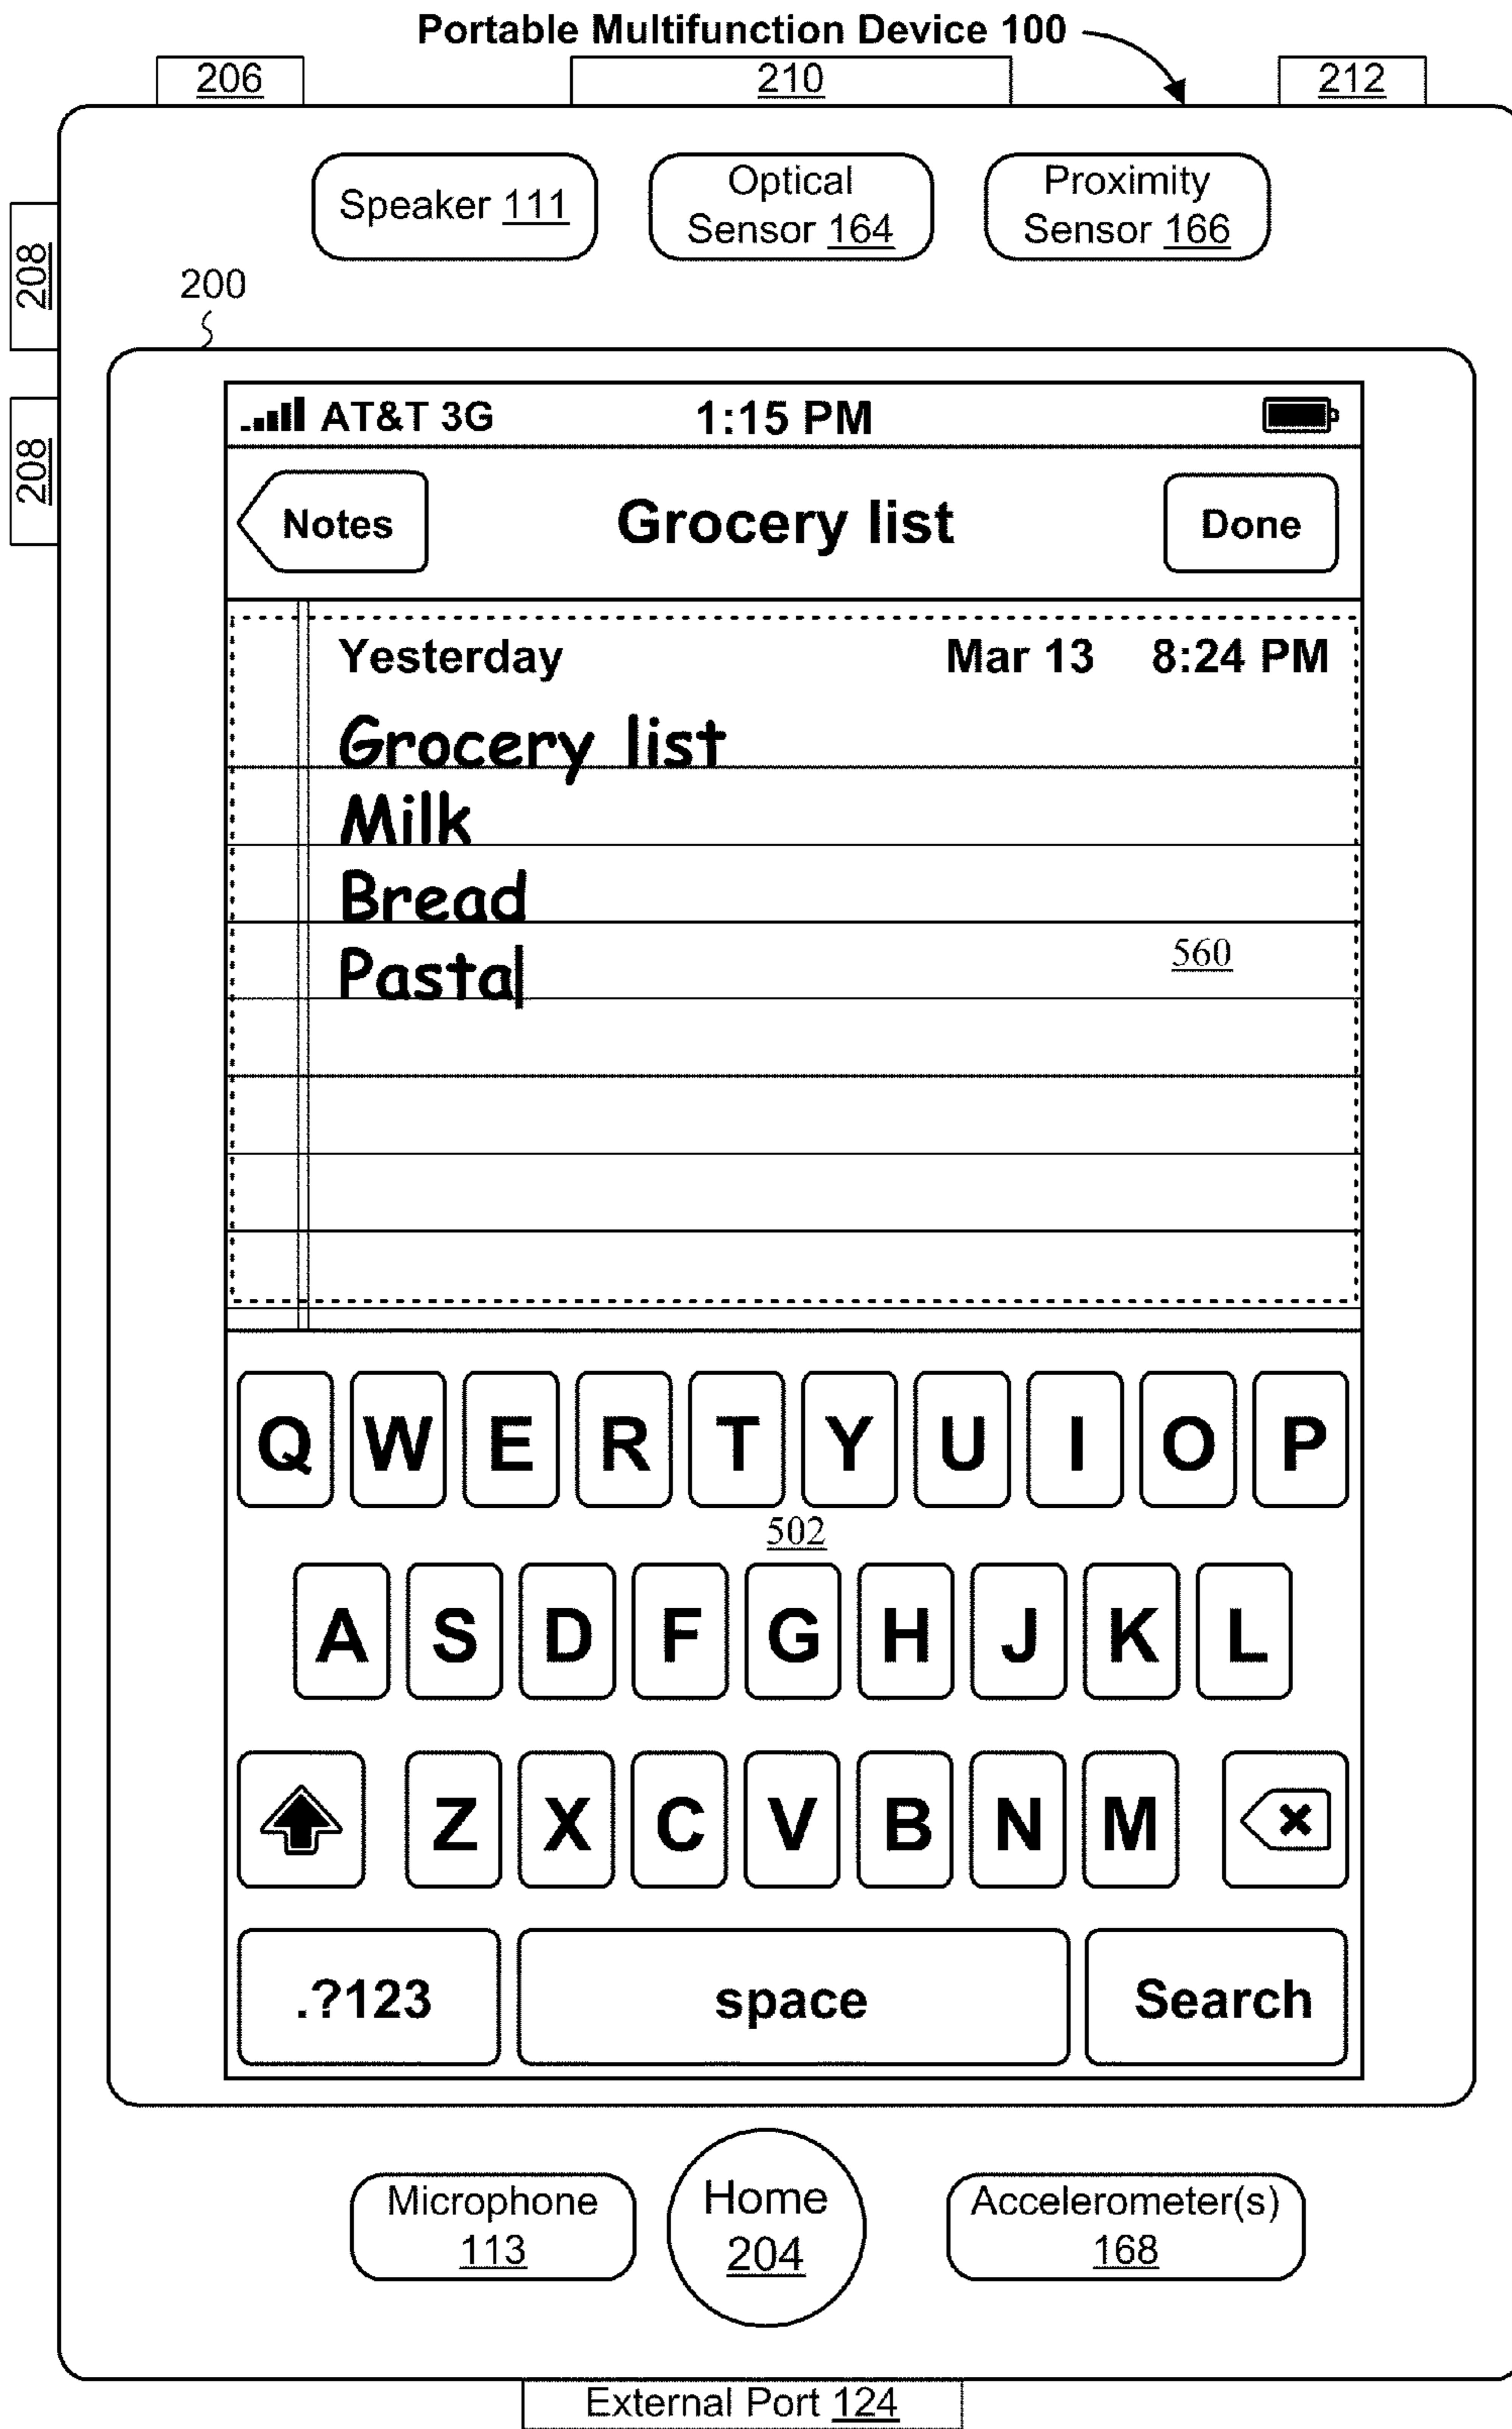 Portable Multifunction Device 100
206
210
212
Speaker 111
Optical
Sensor 164
Proximity
Sensor 166
208
200
208
AT&T 3G 1:15 PM
Notes Grocery list Done
Yesterday Mar 13 8:24 PM
Grocery list
Milk
Bread
Pasta
560
Q W E R T Y U I O P
502
A S D F G H J K L
Z X C V B N M
.?123 space Search
Microphone
113
Home
204
Accelerometer(s)
168
External Port 124